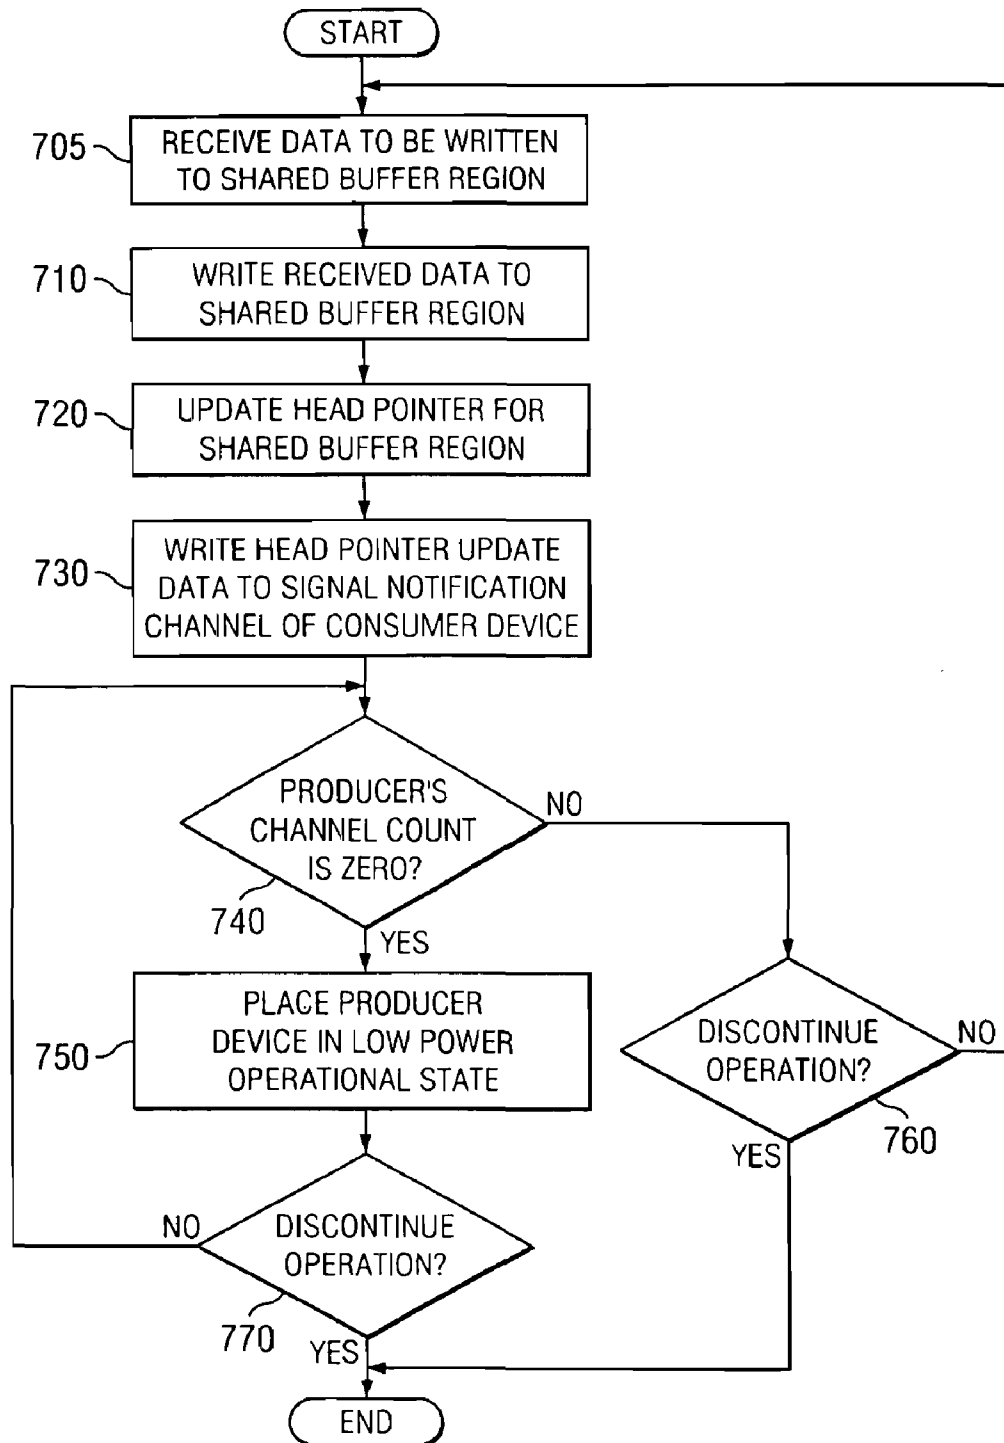 START
705
RECEIVE DATA TO BE WRITTEN
TO SHARED BUFFER REGION
710
WRITE RECEIVED DATA TO
SHARED BUFFER REGION
720
UPDATE HEAD POINTER FOR
SHARED BUFFER REGION
730
WRITE HEAD POINTER UPDATE
DATA TO SIGNAL NOTIFICATION
CHANNEL OF CONSUMER DEVICE
PRODUCER'S
CHANNEL COUNT
IS ZERO?
NO
740
YES
750
PLACE PRODUCER
DEVICE IN LOW POWER
OPERATIONAL STATE
DISCONTINUE
OPERATION?
NO
760
YES
NO
DISCONTINUE
OPERATION?
770
YES
END